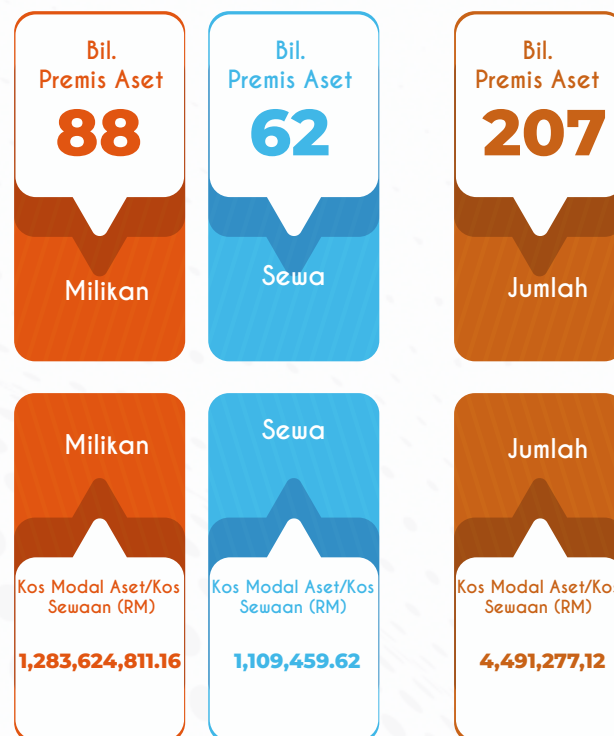 Bil.
Premis Aset
88
Milikan
Bil.
Premis Aset
62
Sewa
Bil.
Premis Aset
207
Jumlah
Milikan
Kos Modal Aset/Kos
Sewaan (RM)
1,283,624,811.16
Sewa
Kos Modal Aset/Kos
Sewaan (RM)
1,109,459.62
Jumlah
Kos Modal Aset/Kos
Sewaan (RM)
4,491,277,12